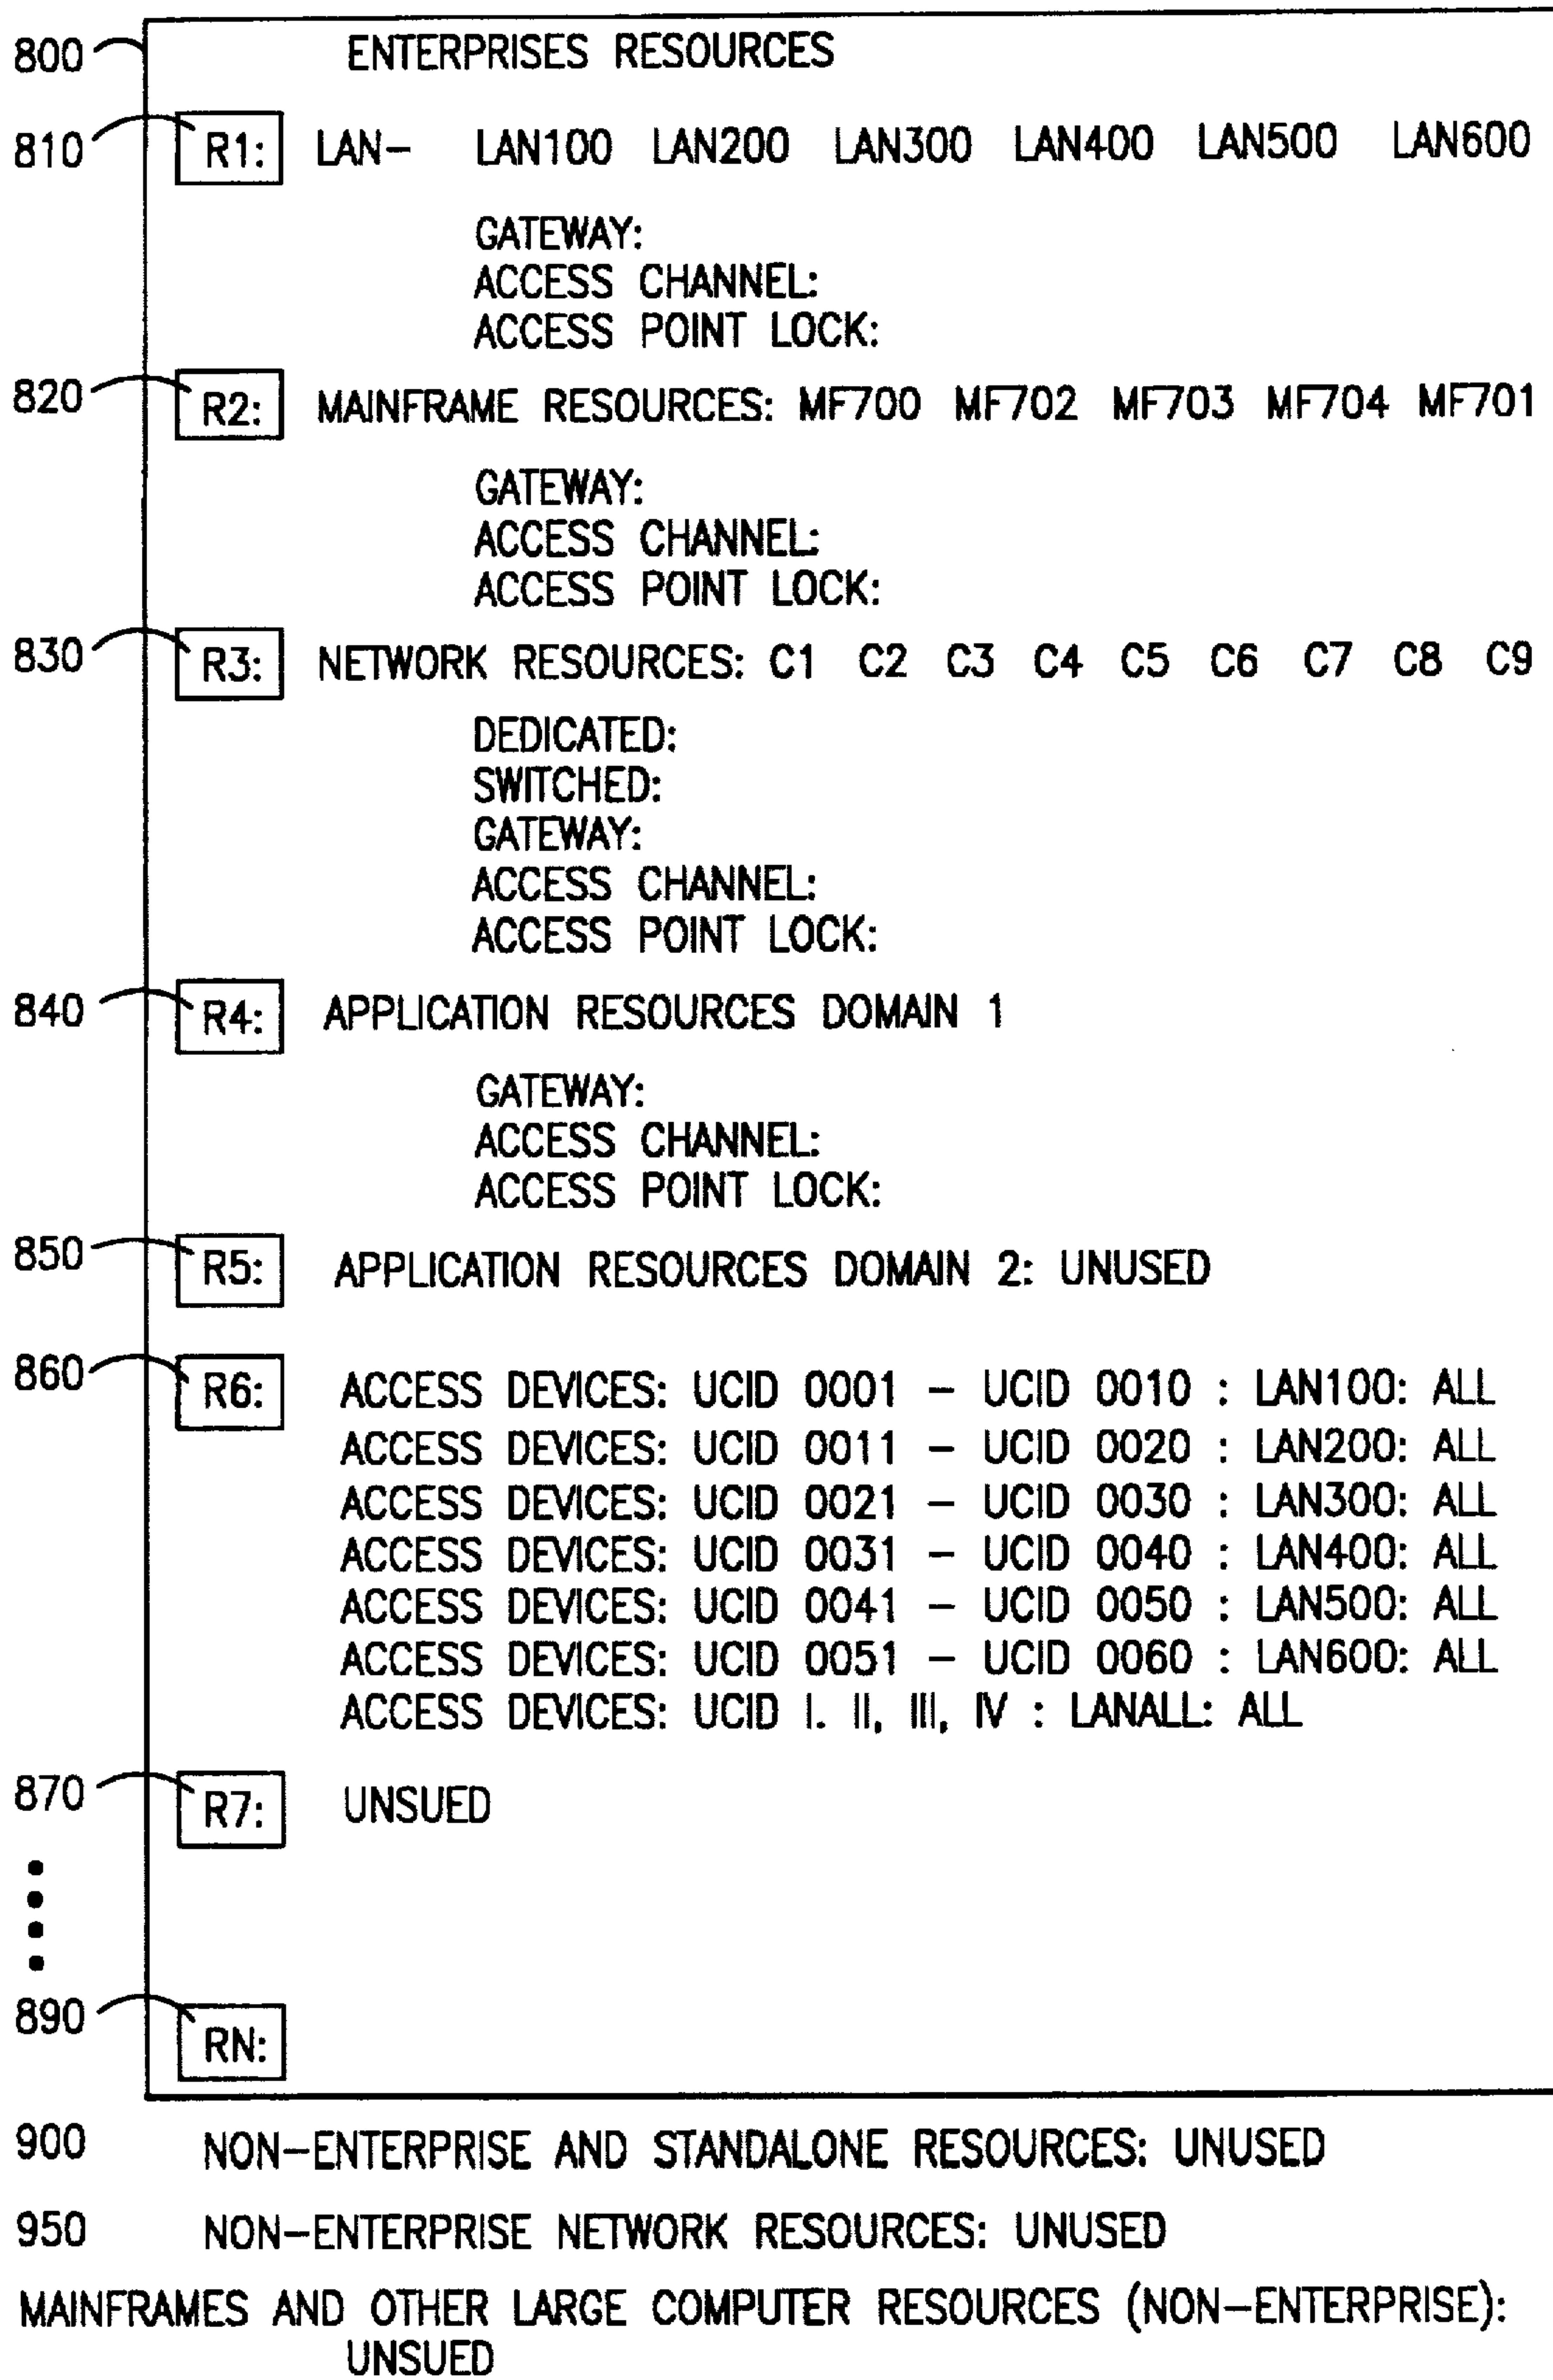 800 ENTERPRISES RESOURCES
810 R1: LAN- LAN100 LAN200 LAN300 LAN400 LAN500 LAN600
GATEWAY:
ACCESS CHANNEL:
ACCESS POINT LOCK:
820 R2: MAINFRAME RESOURCES: MF700 MF702 MF703 MF704 MF701
GATEWAY:
ACCESS CHANNEL:
ACCESS POINT LOCK:
830 R3: NETWORK RESOURCES: C1 C2 C3 C4 C5 C6 C7 C8 C9
DEDICATED:
SWITCHED:
GATEWAY:
ACCESS CHANNEL:
ACCESS POINT LOCK:
840 R4: APPLICATION RESOURCES DOMAIN 1
GATEWAY:
ACCESS CHANNEL:
ACCESS POINT LOCK:
850 R5: APPLICATION RESOURCES DOMAIN 2: UNUSED
860 R6: ACCESS DEVICES: UCID 0001 – UCID 0010 : LAN100: ALL
ACCESS DEVICES: UCID 0011 – UCID 0020 : LAN200: ALL
ACCESS DEVICES: UCID 0021 – UCID 0030 : LAN300: ALL
ACCESS DEVICES: UCID 0031 – UCID 0040 : LAN400: ALL
ACCESS DEVICES: UCID 0041 – UCID 0050 : LAN500: ALL
ACCESS DEVICES: UCID 0051 – UCID 0060 : LAN600: ALL
ACCESS DEVICES: UCID I. II, III, IV : LANALL: ALL
870 R7: UNSUED
890 RN:
900 NON-ENTERPRISE AND STANDALONE RESOURCES: UNUSED
950 NON-ENTERPRISE NETWORK RESOURCES: UNUSED
MAINFRAMES AND OTHER LARGE COMPUTER RESOURCES (NON-ENTERPRISE):
UNSUED